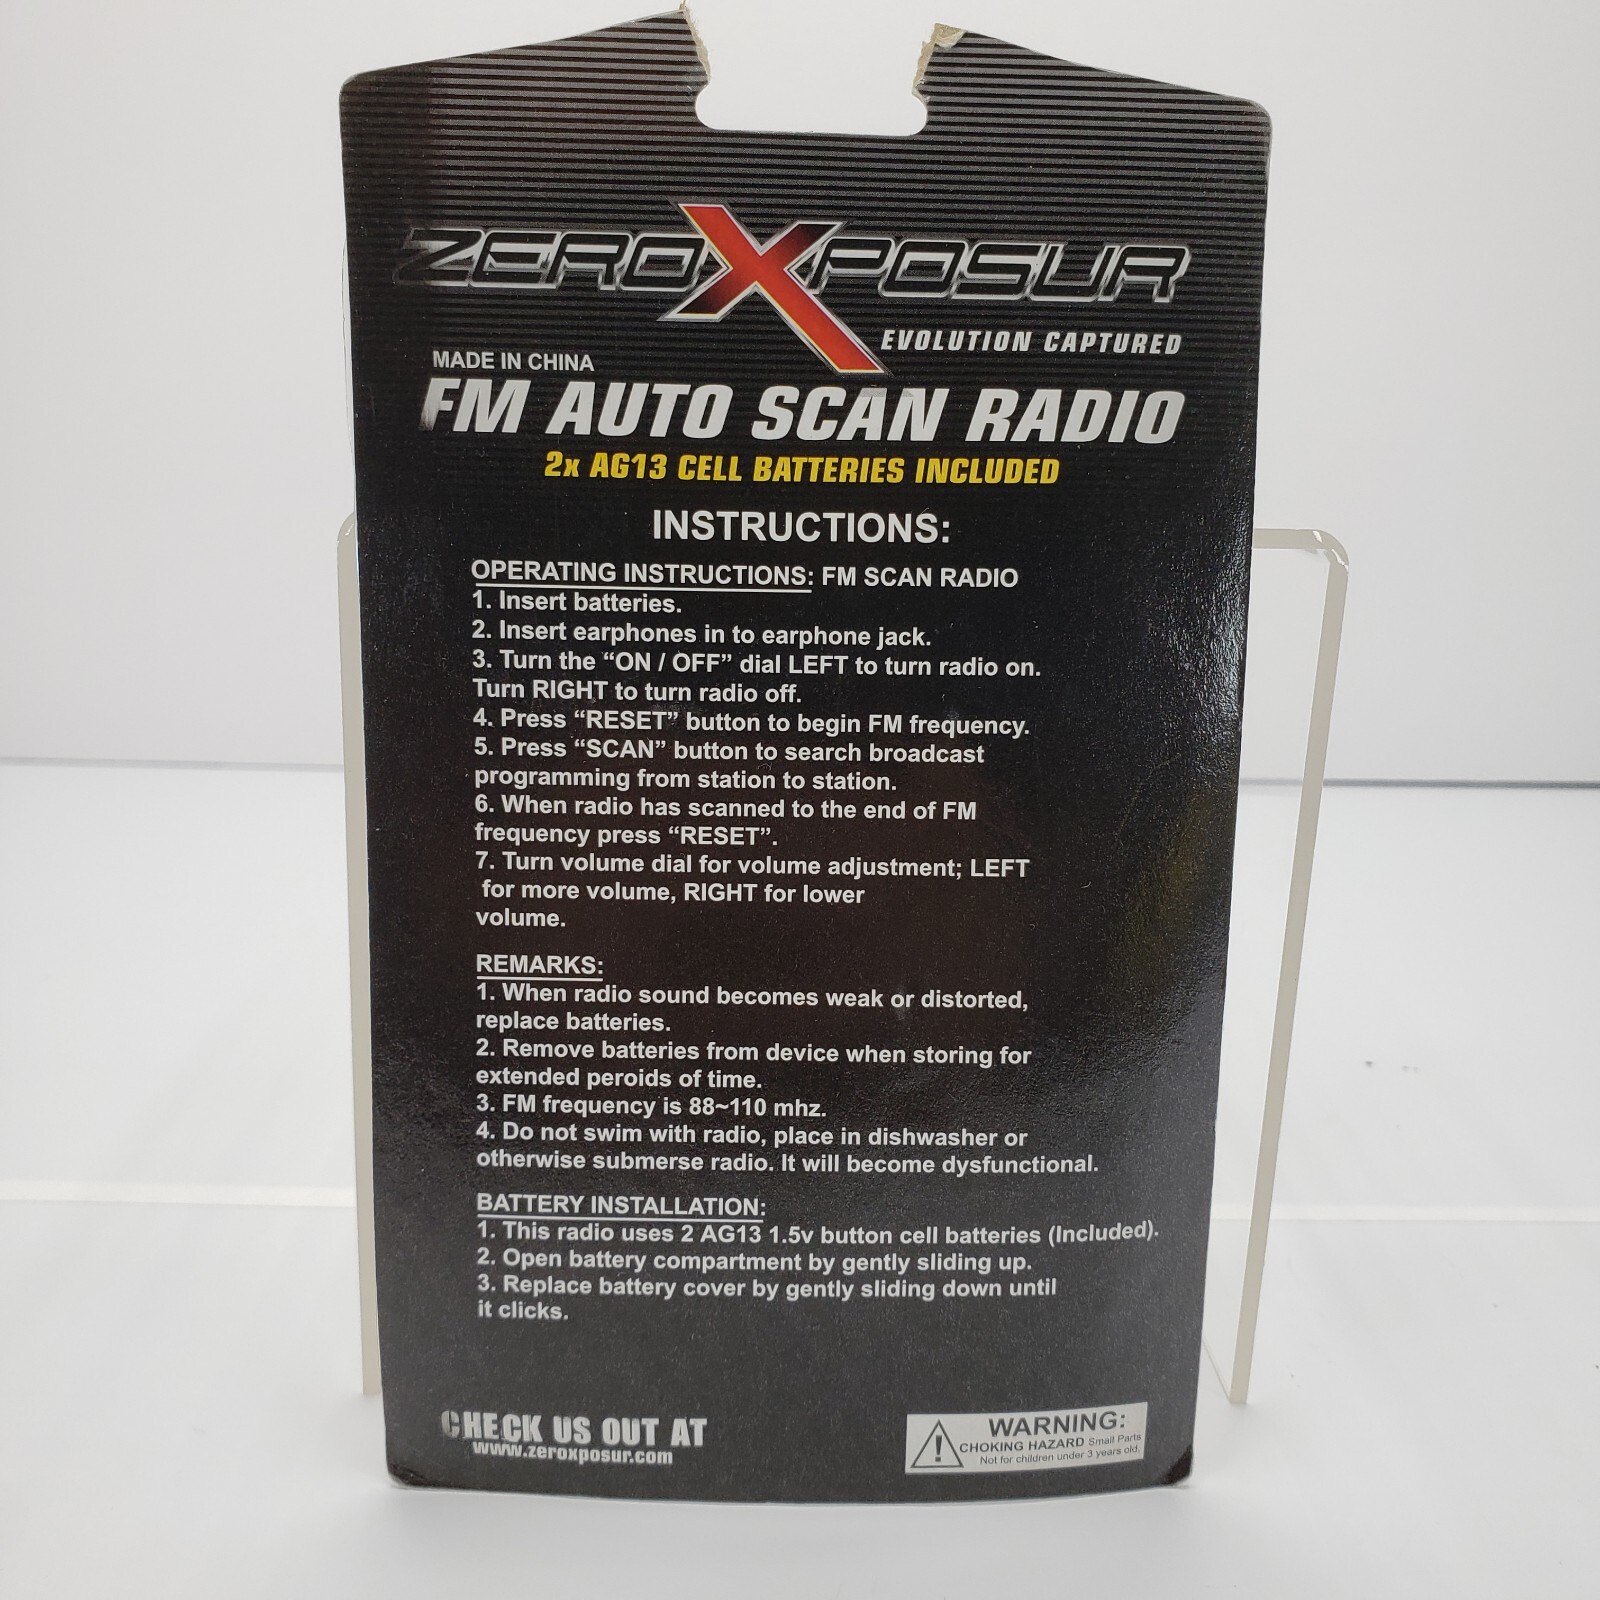 ZEROXPOSUR
EVOLUTION CAPTURED
MADE IN CHINA
FM AUTO SCAN RADIO
2x AG13 CELL BATTERIES INCLUDED
INSTRUCTIONS:
OPERATING INSTRUCTIONS: FM SCAN RADIO
1. Insert batteries.
2. Insert earphones in to earphone jack.
3. Turn the “ON / OFF” dial LEFT to turn radio on.
Turn RIGHT to turn radio off.
4. Press “RESET” button to begin FM frequency.
5. Press “SCAN” button to search broadcast
programming from station to station.
6. When radio has scanned to the end of FM
frequency press “RESET”.
7. Turn volume dial for volume adjustment; LEFT
for more volume, RIGHT for lower
volume.
REMARKS:
1. When radio sound becomes weak or distorted,
replace batteries.
2. Remove batteries from device when storing for
extended peroids of time.
3. FM frequency is 88~110 mhz.
4. Do not swim with radio, place in dishwasher or
otherwise submerse radio. It will become dysfunctional.
BATTERY INSTALLATION:
1. This radio uses 2 AG13 1.5v button cell batteries (Included).
2. Open battery compartment by gently sliding up.
3. Replace battery cover by gently sliding down until
it clicks.
CHECK US OUT AT
www.zeroxposur.com
WARNING:
CHOKING HAZARD Small Parts
Not for children under 3 years old.